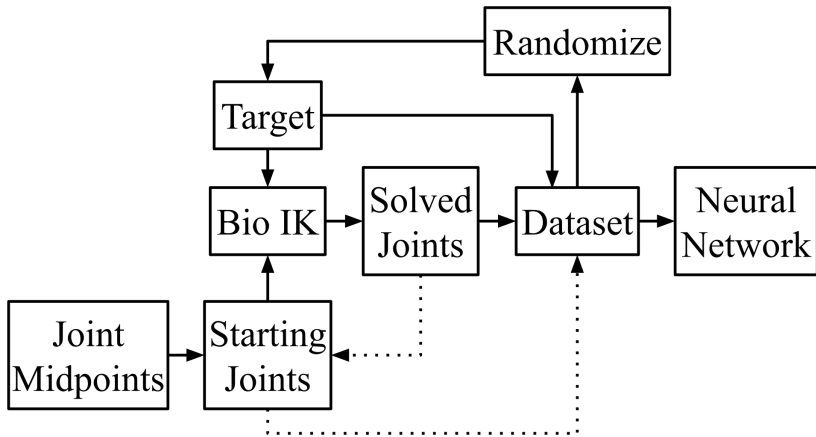 Randomize
Target
Bio IK
Solved
Joints
Dataset
Neural
Network
Joint
Midpoints
Starting
Joints